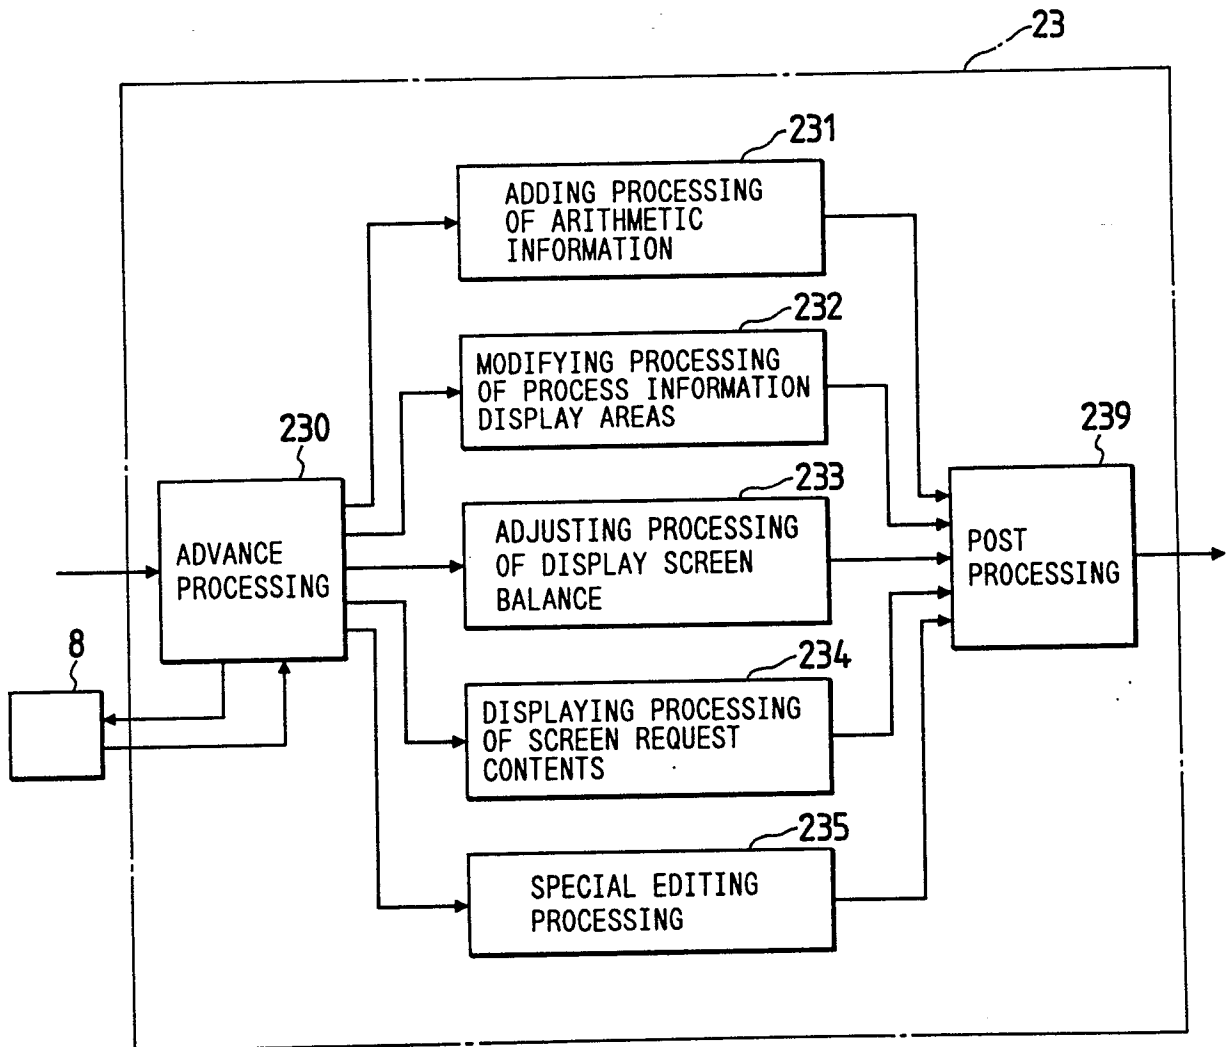 23
231
ADDING PROCESSING
OF ARITHMETIC
INFORMATION
232
MODIFYING PROCESSING
OF PROCESS INFORMATION
DISPLAY AREAS
230
ADVANCE
PROCESSING
233
ADJUSTING PROCESSING
OF DISPLAY SCREEN
BALANCE
239
POST
PROCESSING
8
234
DISPLAYING PROCESSING
OF SCREEN REQUEST
CONTENTS
235
SPECIAL EDITING
PROCESSING